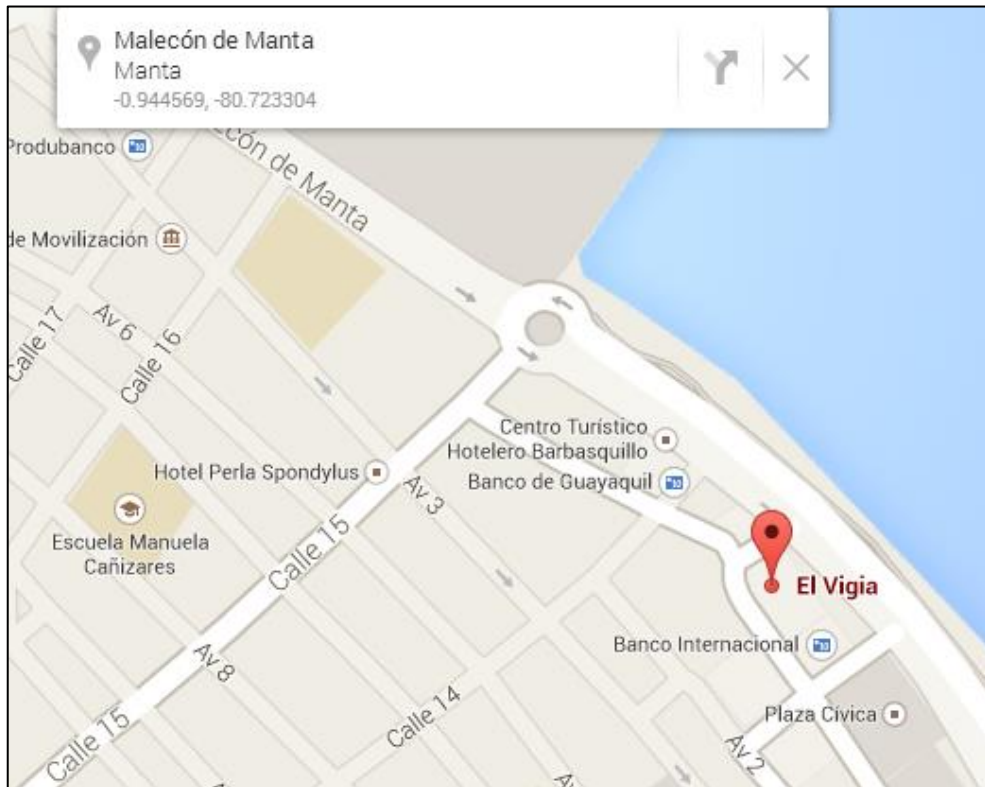 Malecón de Manta
Manta
-0.944569, -80.723304
Produbanco
de Manta
de Movilización
Calle 17
Av 6
Calle 16
Centro Turístico
Hotelero Barbasquillo
Hotel Perla Spondylus
Banco de Guayaquil
Av 3
Escuela Manuela
Cañizares
Calle 15
El Vigia
Banco Internacional
Av 8
Calle 14
Plaza Cívica
Calle 15
Av 2